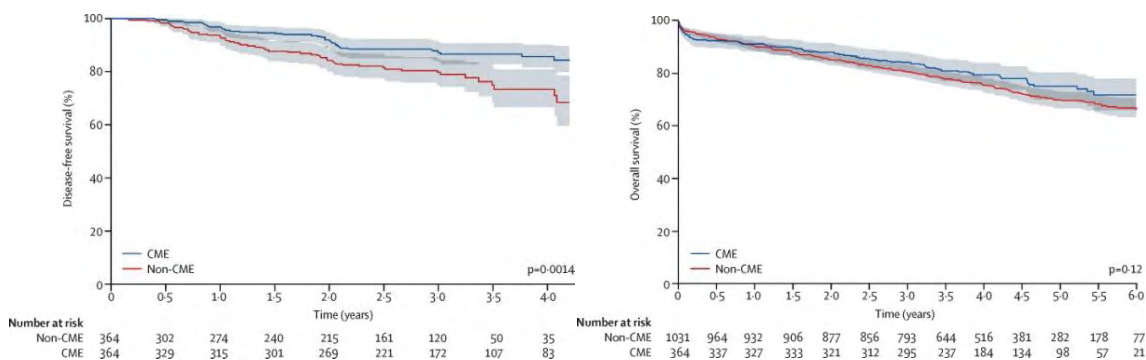 100
80
60
40
20
0
Disease-free survival (%)
CME
Non-CME
p=0·0014
0 0·5 1·0 1·5 2·0 2·5 3·0 3·5 4·0
Time (years)
Number at risk
Non-CME 364 302 274 240 215 161 120 50 35
CME 364 329 315 301 269 221 172 107 83
100
80
60
40
20
0
Overall survival (%)
CME
Non-CME
p=0·12
0 0·5 1·0 1·5 2·0 2·5 3·0 3·5 4·0 4·5 5·0 5·5 6·0
Time (years)
Number at risk
Non-CME 1031 964 932 906 877 856 793 644 516 381 282 178
CME 364 337 327 333 321 312 295 237 184 134 98 57